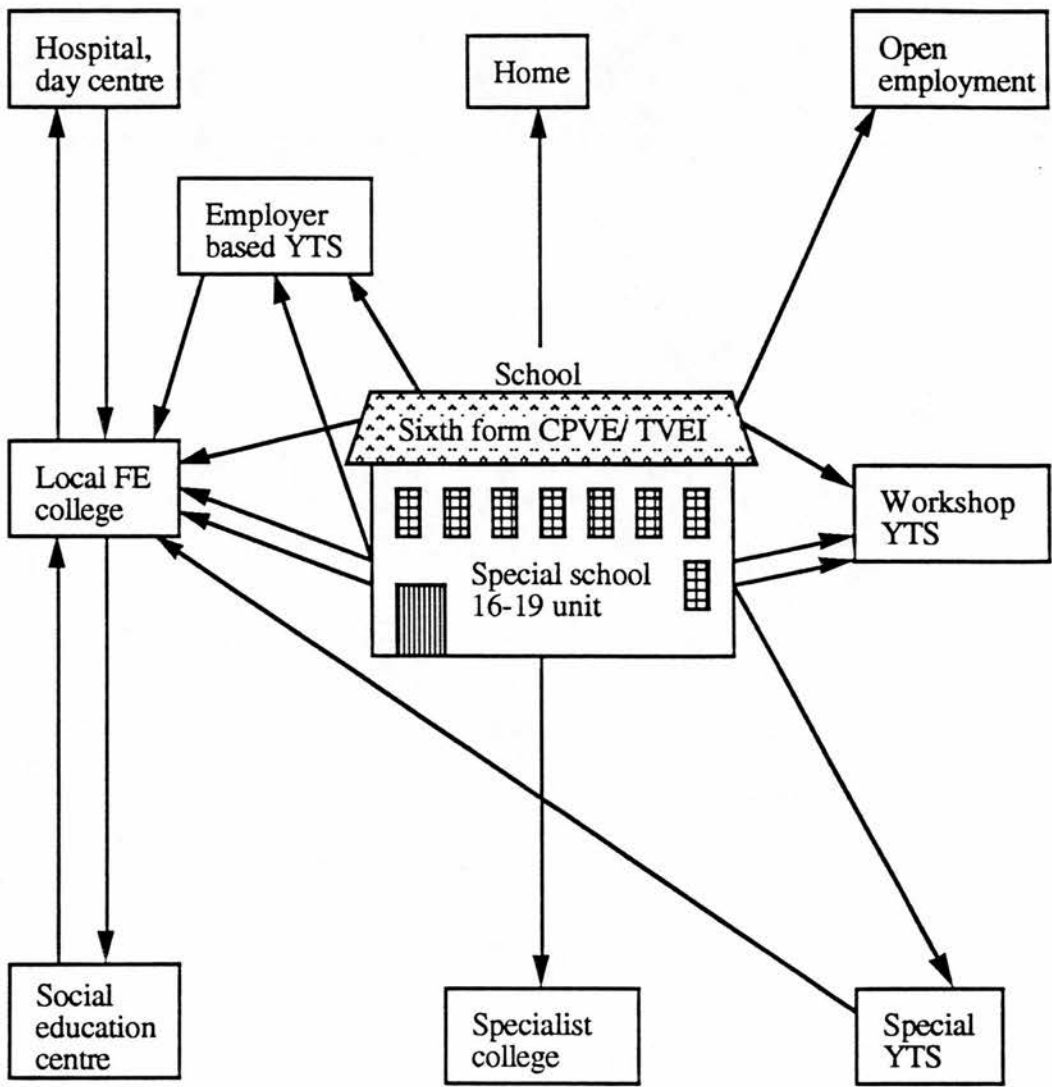 Hospital,
day centre
Home
Open
employment
Employer
based YTS
School
Sixth form CPVE/ TVEI
Local FE
college
Workshop
YTS
Special school
16-19 unit
Social
education
centre
Specialist
college
Special
YTS